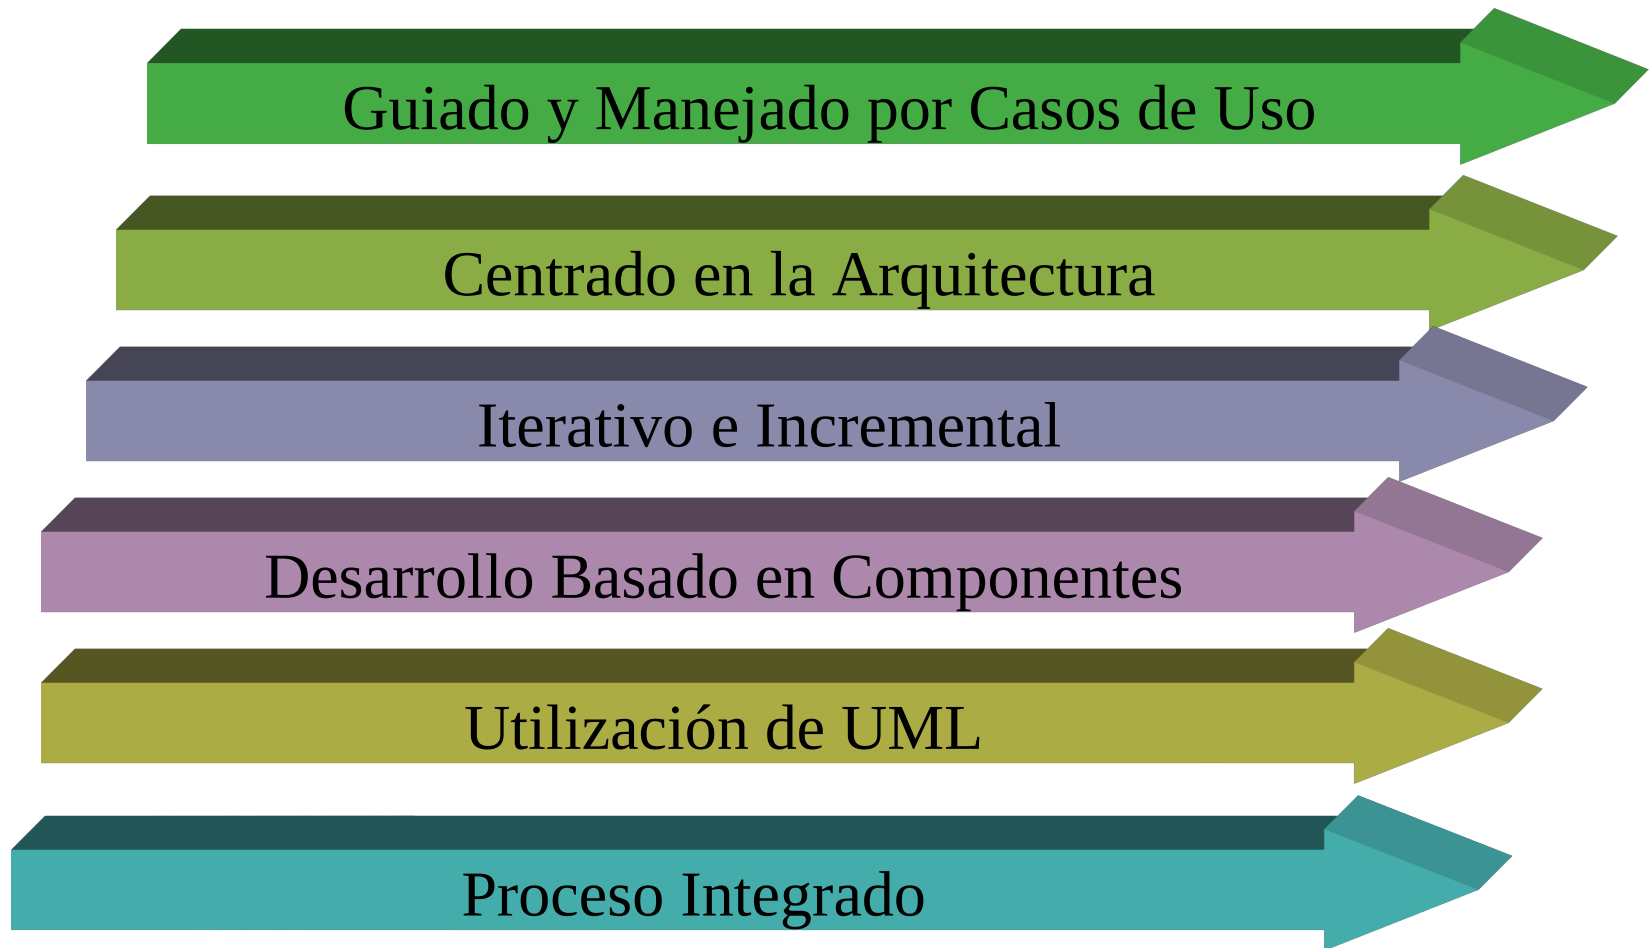 Guiado y Manejado por Casos de Uso
Centrado en la Arquitectura
Iterativo e Incremental
Desarrollo Basado en Componentes
Utilización de UML
Proceso Integrado